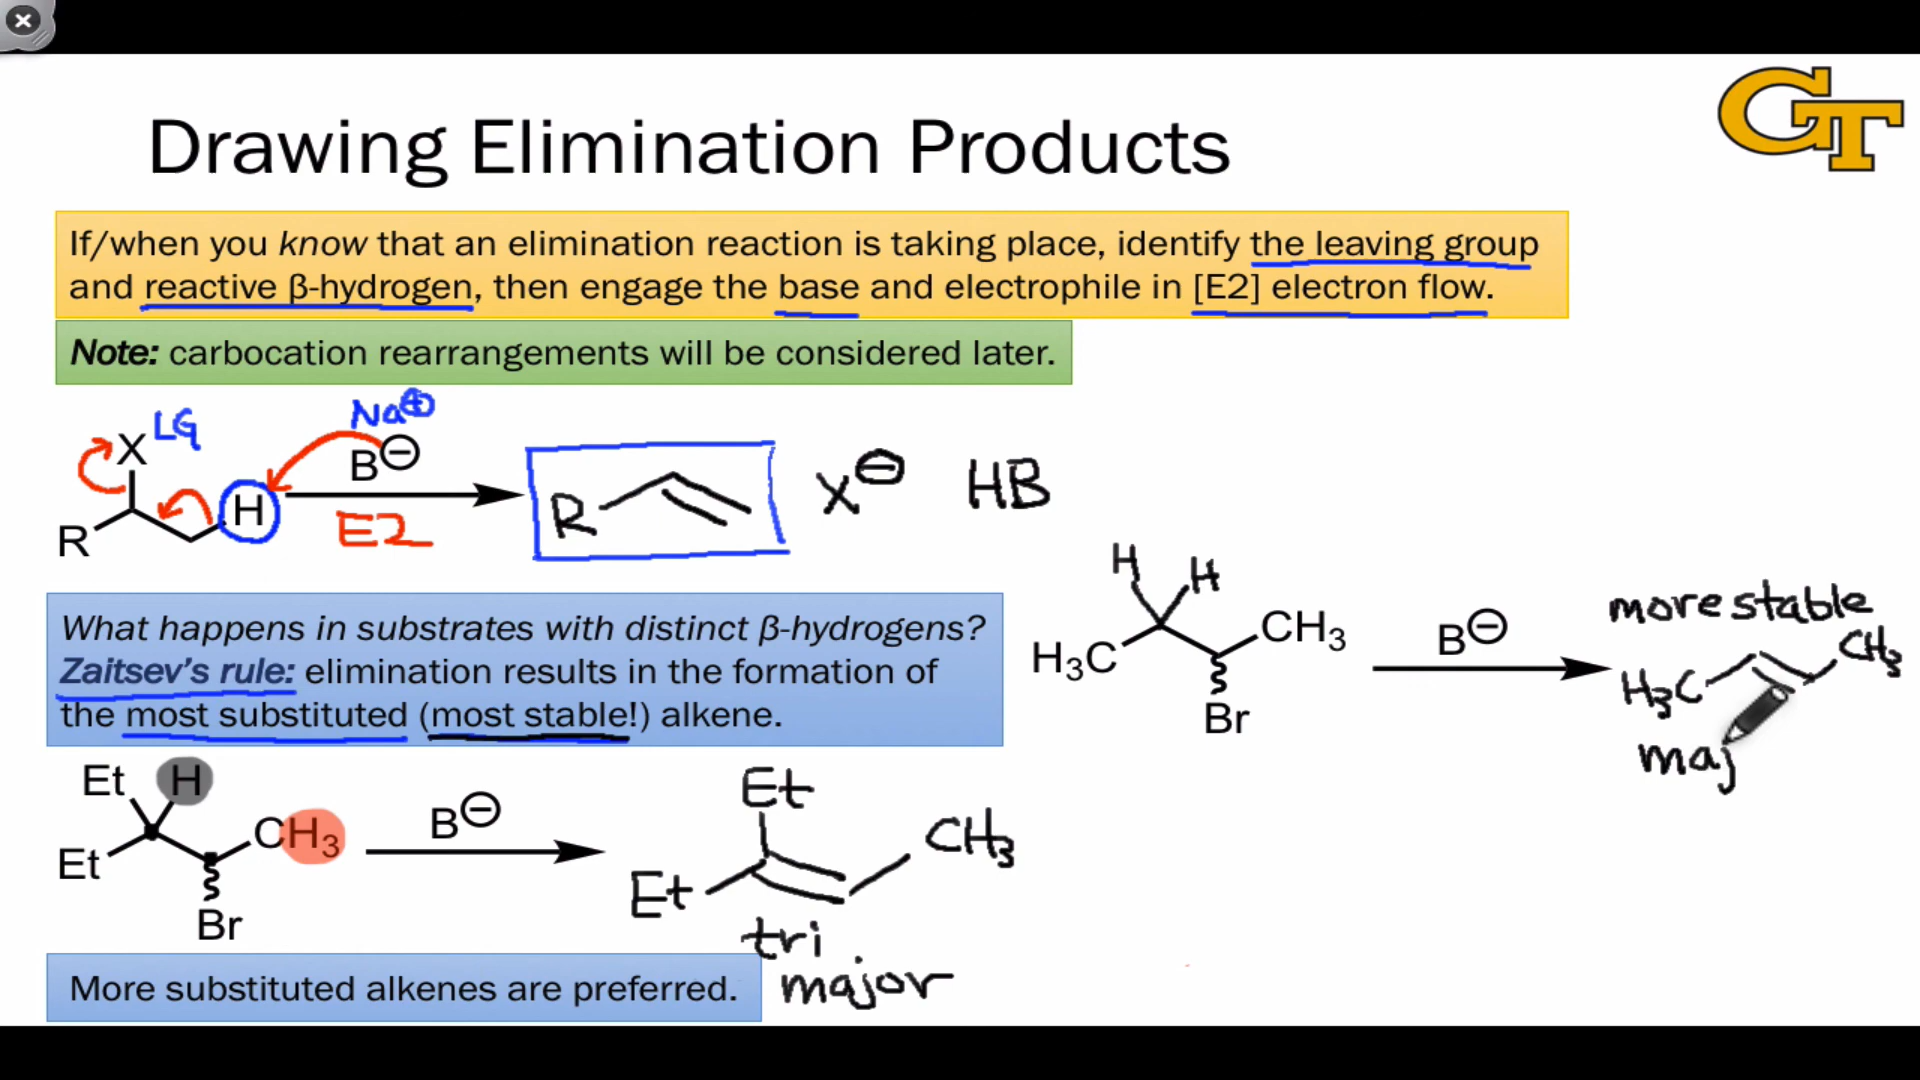 GT
Drawing Elimination Products
If/when you know that an elimination reaction is taking place, identify the leaving group
and reactive β-hydrogen, then engage the base and electrophile in [E2] electron flow.
Note: carbocation rearrangements will be considered later.
X LG
Na⊕
B⊖
R
H
E2
R
X⊖
HB
What happens in substrates with distinct β-hydrogens?
Zaitsev's rule: elimination results in the formation of
the most substituted (most stable!) alkene.
H H
H3C
CH3
Br
B⊖
more stable
H3C
CH3
maj
Et H
Et
CH3
Br
B⊖
Et
Et
CH3
tri
major
More substituted alkenes are preferred.